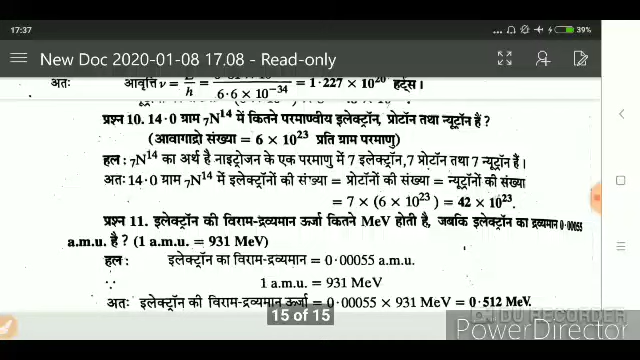 17:37
... 39%
New Doc 2020-01-08 17.08 - Read-only
अतः आवृत्ति ν = = = 1·227 × 10²⁰ हर्ट्स।
h 6·6 × 10⁻³⁴
प्रश्न 10. 14·0 ग्राम ₇N¹⁴ में कितने परमाण्वीय इलेक्ट्रॉन, प्रोटॉन तथा न्यूट्रॉन हैं ?
(आवागाद्रो संख्या = 6 × 10²³ प्रति ग्राम परमाणु)
हल : ₇N¹⁴ का अर्थ है नाइट्रोजन के एक परमाणु में 7 इलेक्ट्रॉन, 7 प्रोटॉन तथा 7 न्यूट्रॉन हैं।
अतः 14·0 ग्राम ₇N¹⁴ में इलेक्ट्रॉनों की संख्या = प्रोटॉनों की संख्या = न्यूट्रॉनों की संख्या
= 7 × (6 × 10²³) = 42 × 10²³.
प्रश्न 11. इलेक्ट्रॉन की विराम-द्रव्यमान ऊर्जा कितने MeV होती है, जबकि इलेक्ट्रॉन का द्रव्यमान 0·00055
a.m.u. है ? (1 a.m.u. = 931 MeV)
हल : इलेक्ट्रॉन का विराम-द्रव्यमान = 0·00055 a.m.u.
∵ 1 a.m.u. = 931 MeV
अतः इलेक्ट्रॉन की विराम-द्रव्यमान ऊर्जा = 0·00055 × 931 MeV = 0·512 MeV.
15 of 15
DU RECORDER
PowerDirector